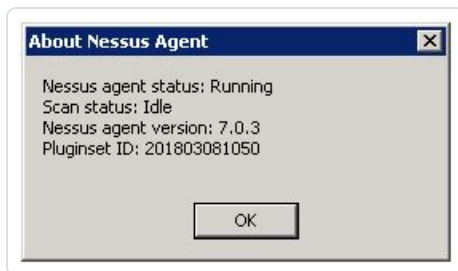 About Nessus Agent
Nessus agent status: Running
Scan status: Idle
Nessus agent version: 7.0.3
Pluginset ID: 201803081050
OK